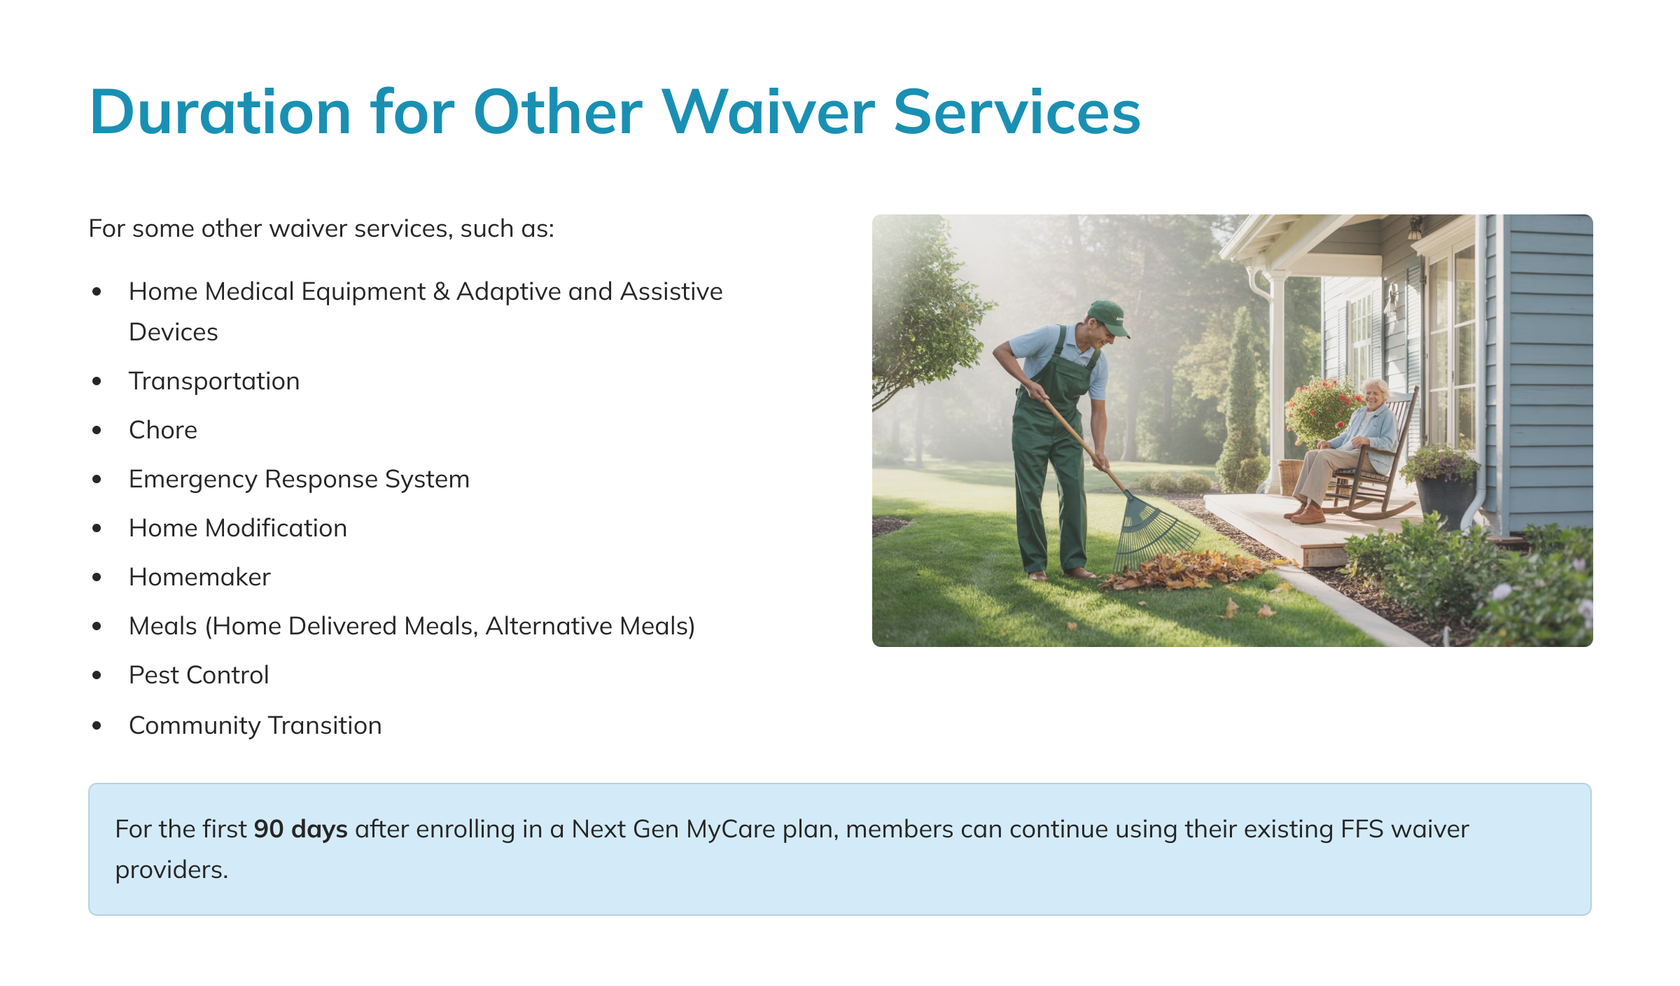 Duration for Other Waiver Services
For some other waiver services, such as:
• Home Medical Equipment & Adaptive and Assistive
Devices
• Transportation
• Chore
• Emergency Response System
• Home Modification
• Homemaker
• Meals (Home Delivered Meals, Alternative Meals)
• Pest Control
• Community Transition
For the first 90 days after enrolling in a Next Gen MyCare plan, members can continue using their existing FFS waiver
providers.